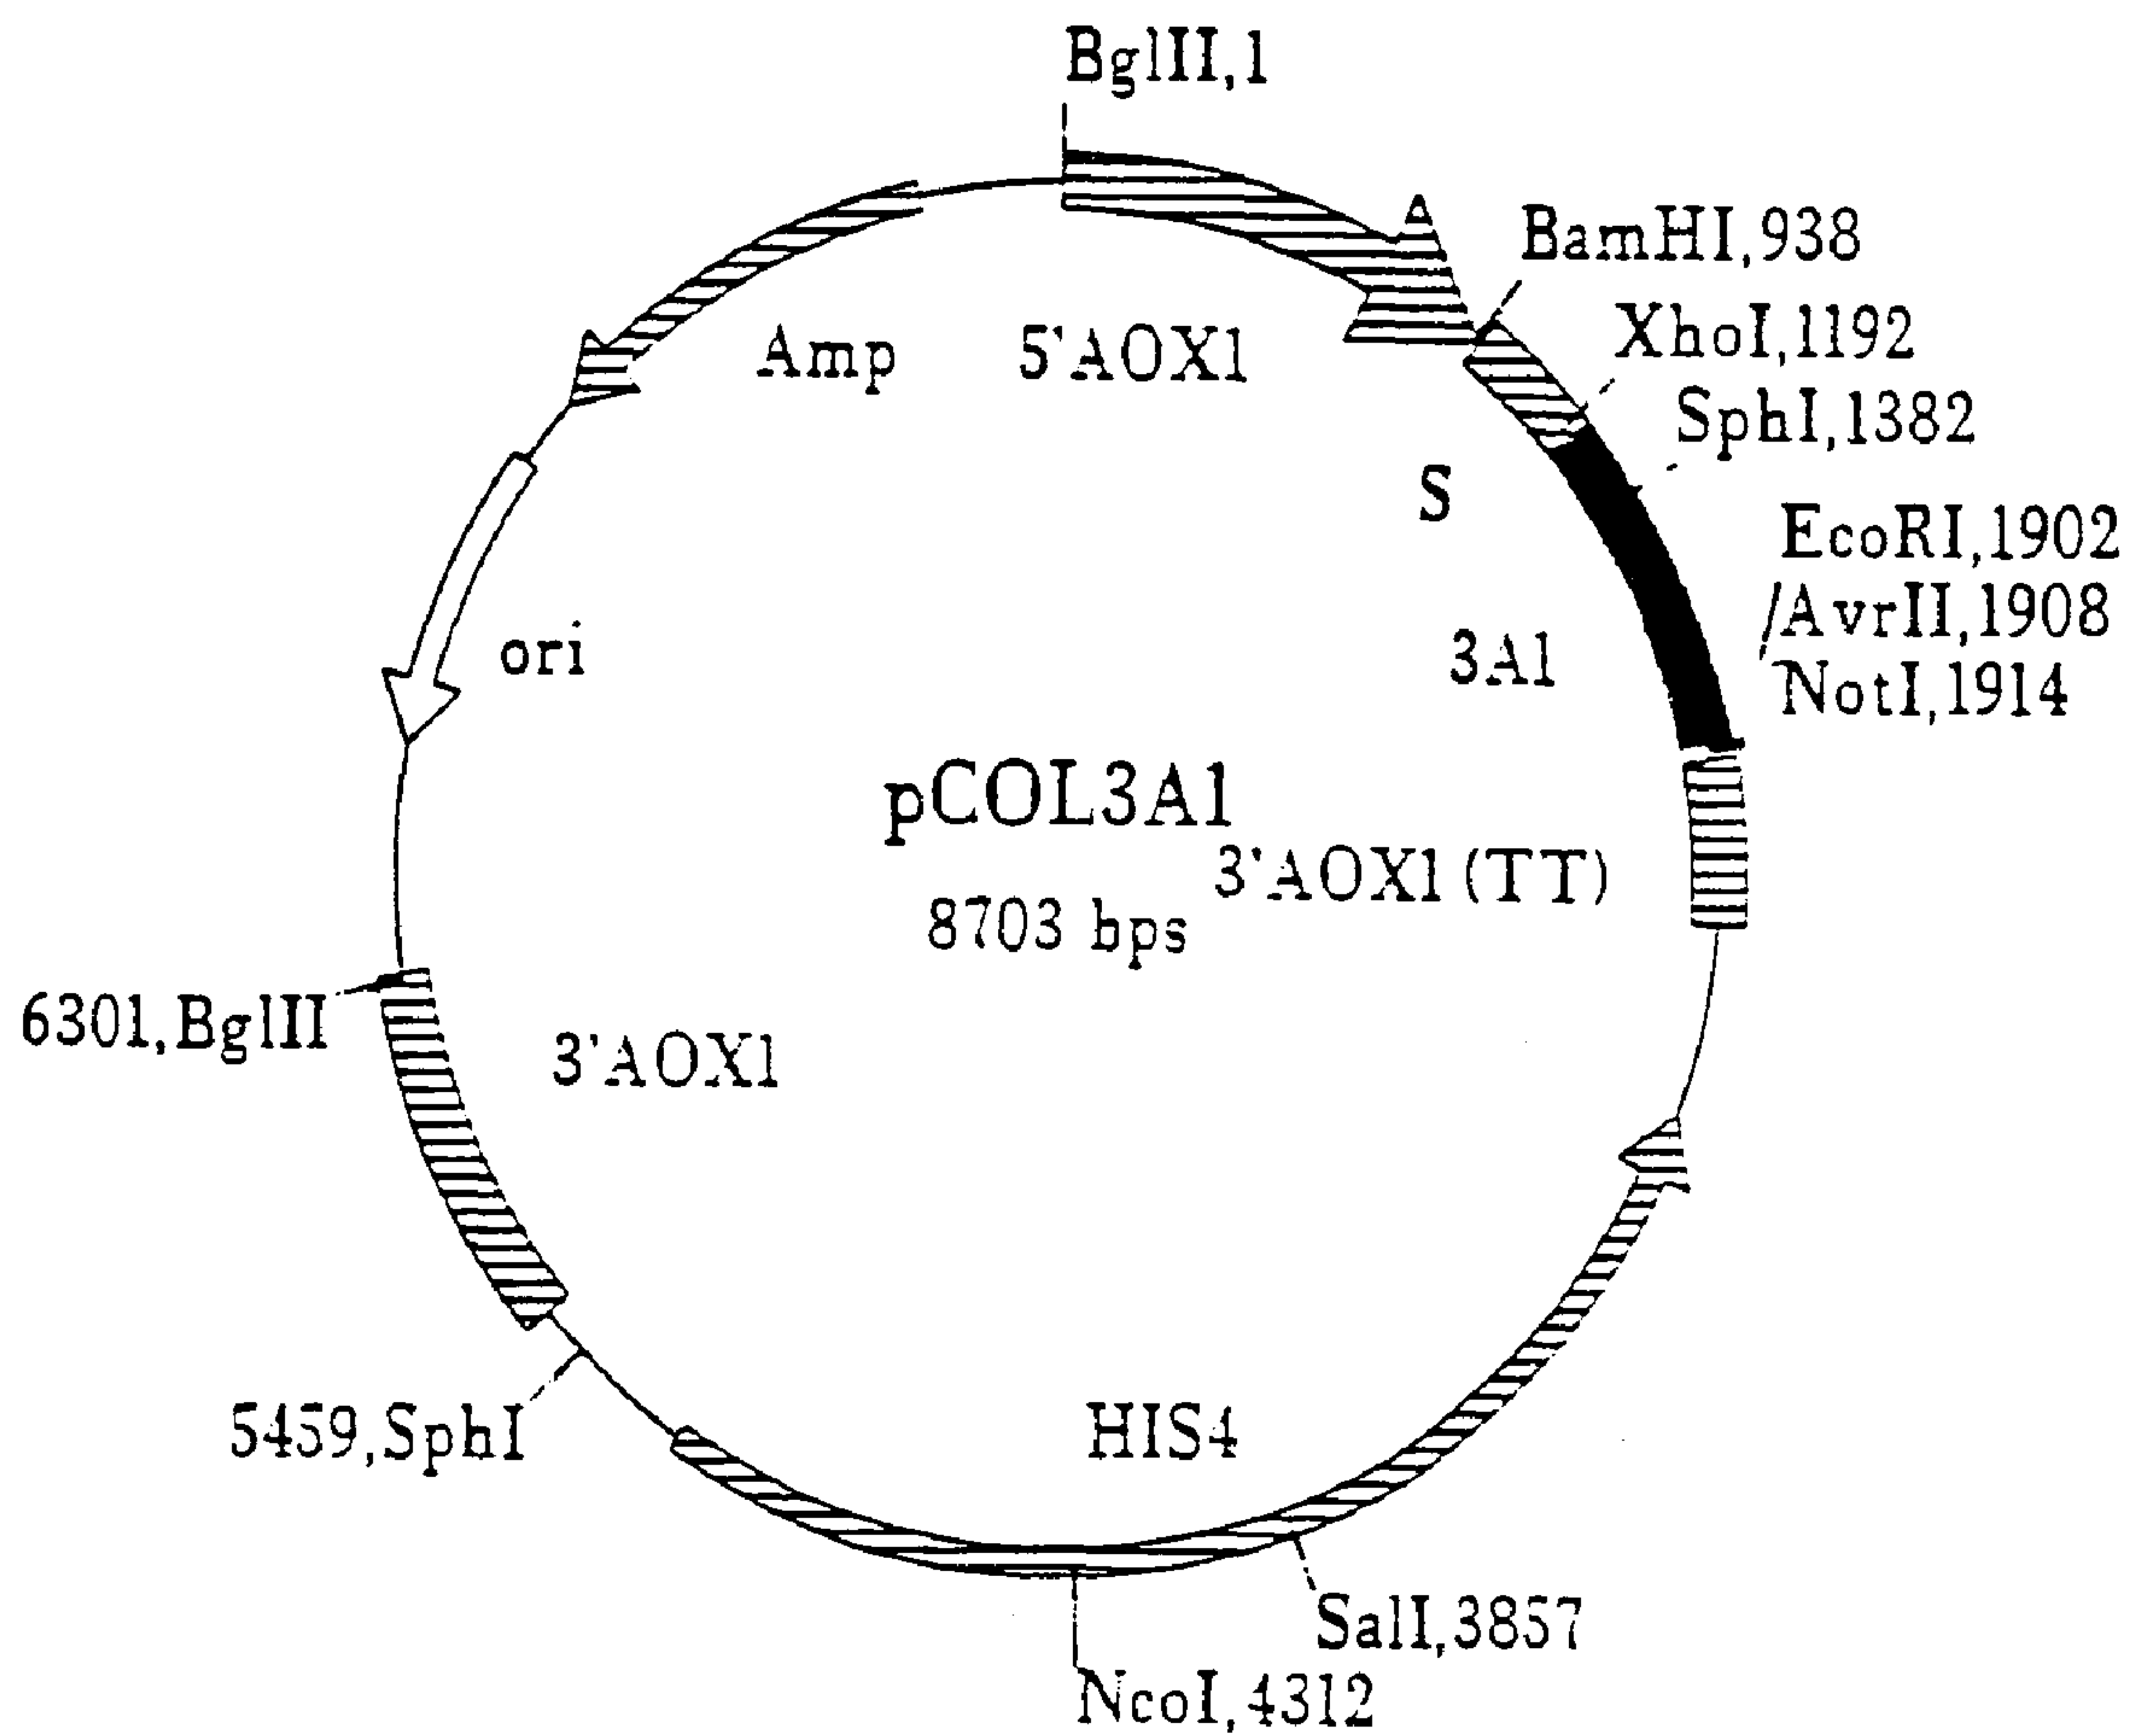 BglII,1
BamHI,938
XhoI,1192
SphI,1382
EcoRI,1902
AvrII,1908
NotI,1914
Amp
5'AOX1
S
3A1
ori
pCOL3A1
8703 bps
3'AOX1 (TT)
6301,BglII
3'AOX1
5459,SphI
HIS4
SalI,3857
NcoI,4312